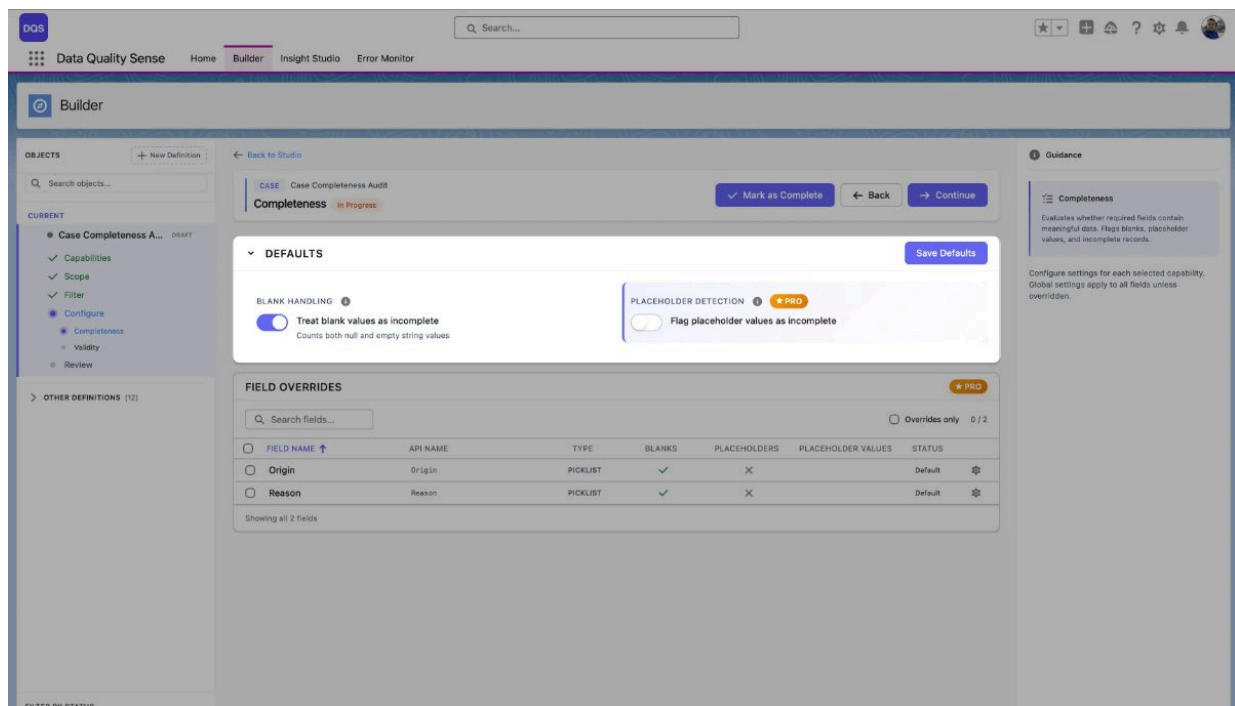 DQS
Search...
Data Quality Sense
Home
Builder
Insight Studio
Error Monitor
Builder
OBJECTS
+ New Definition
Search objects...
CURRENT
Case Completeness A... DRAFT
Capabilities
Scope
Filter
Configure
Completeness
Validity
Review
OTHER DEFINITIONS (12)
← Back to Studio
CASE Case Completeness Audit
Completeness In Progress
Mark as Complete
← Back
→ Continue
DEFAULTS
Save Defaults
BLANK HANDLING
Treat blank values as incomplete
Counts both null and empty string values
PLACEHOLDER DETECTION ★ PRO
Flag placeholder values as incomplete
FIELD OVERRIDES
★ PRO
Search fields...
Overrides only 0 / 2
FIELD NAME ↑ API NAME TYPE BLANKS PLACEHOLDERS PLACEHOLDER VALUES STATUS
Origin Origin PICKLIST ✓ ✕ Default
Reason Reason PICKLIST ✓ ✕ Default
Showing all 2 fields
Guidance
Completeness
Evaluates whether required fields contain
meaningful data. Flags blanks, placeholder
values, and incomplete records.
Configure settings for each selected capability.
Global settings apply to all fields unless
overridden.
FILTER BY STATUS